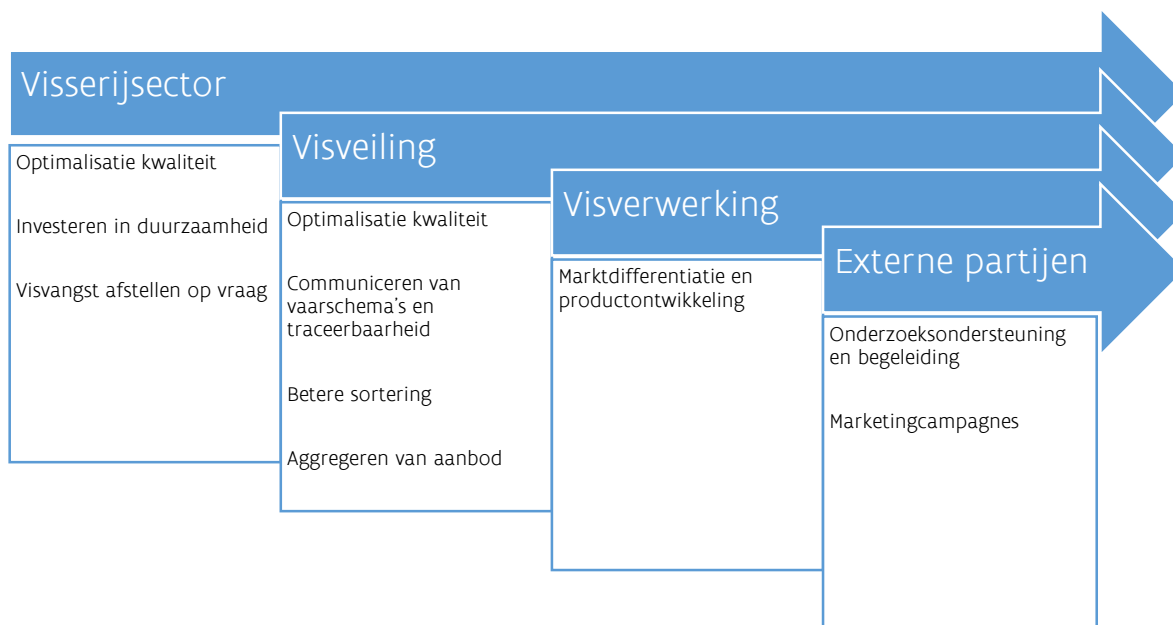 Visserijsector
Optimalisatie kwaliteit
Investeren in duurzaamheid
Visvangst afstellen op vraag
Visveiling
Optimalisatie kwaliteit
Communiceren van
vaarschema's en
traceerbaarheid
Betere sortering
Aggregeren van aanbod
Visverwerking
Marktdifferentiatie en
productontwikkeling
Externe partijen
Onderzoeksondersteuning
en begeleiding
Marketingcampagnes